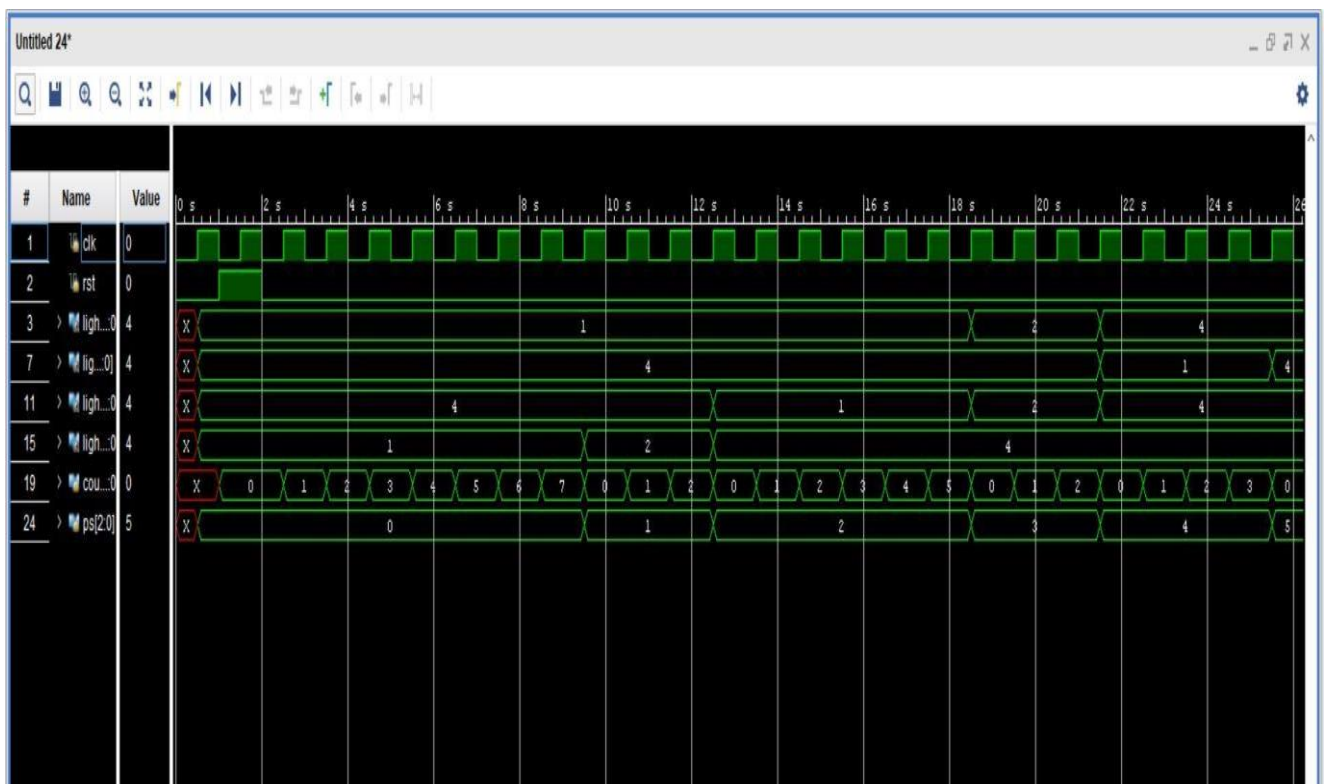 Untitled 24*
# Name Value
0 s 2 s 4 s 6 s 8 s 10 s 12 s 14 s 16 s 18 s 20 s 22 s 24 s 26
1 clk 0
2 rst 0
3 ligh...:0 4 X 1 2 4
7 lig...:0] 4 X 4 1 4
11 ligh...:0 4 X 4 1 2 4
15 ligh...:0 4 X 1 2 4
19 cou...:0 0 X 0 1 2 3 4 5 6 7 0 1 2 0 1 2 3 4 5 0 1 2 0 1 2 3 0
24 ps[2:0] 5 X 0 1 2 3 4 5